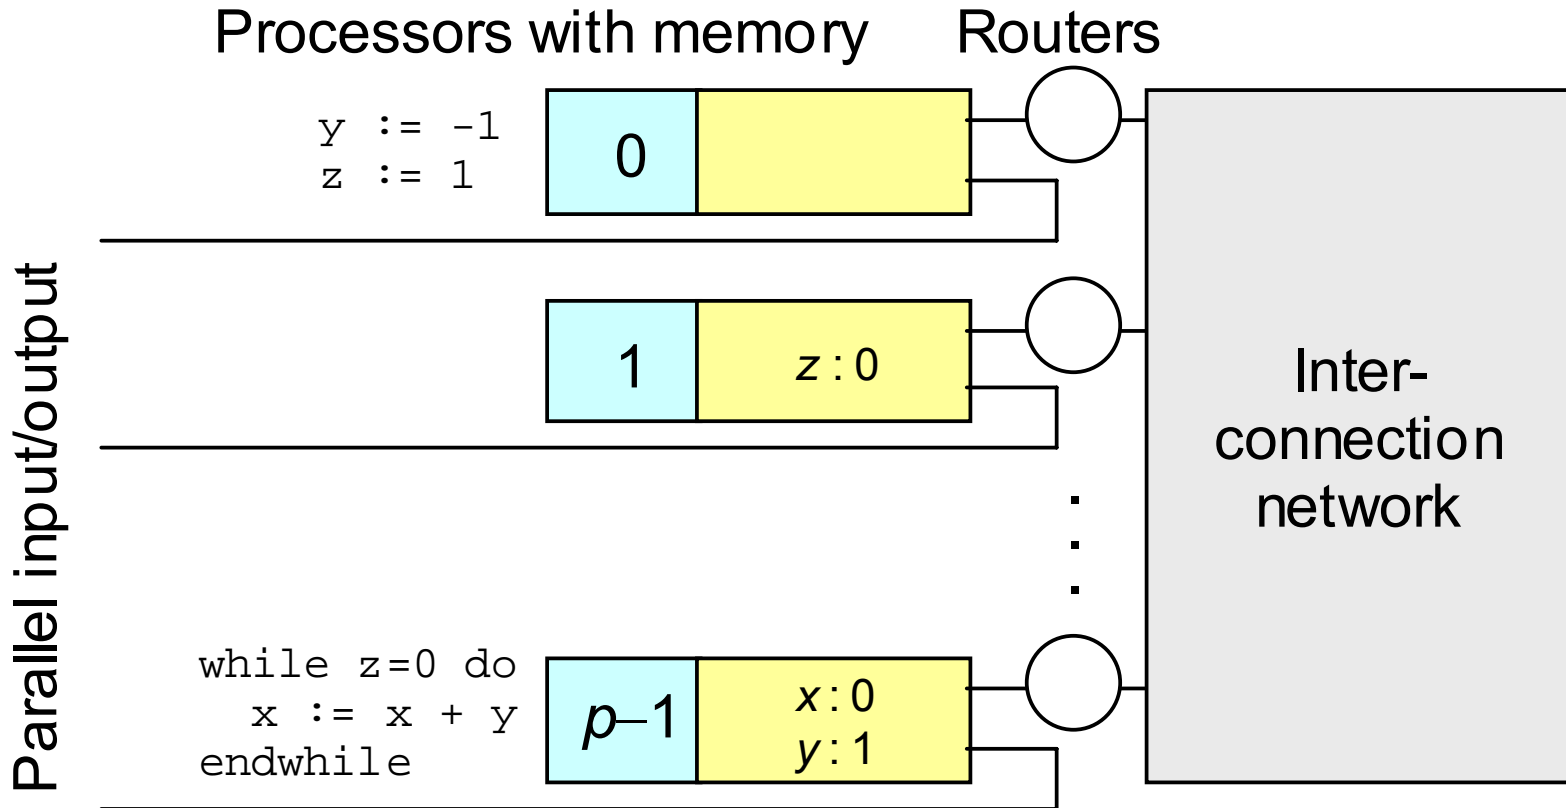 Processors with memory
Routers
y := -1
z := 1
0
Parallel input/output
1
z : 0
Inter-
connection
network
while z=0 do
x := x + y
endwhile
p–1
x : 0
y : 1